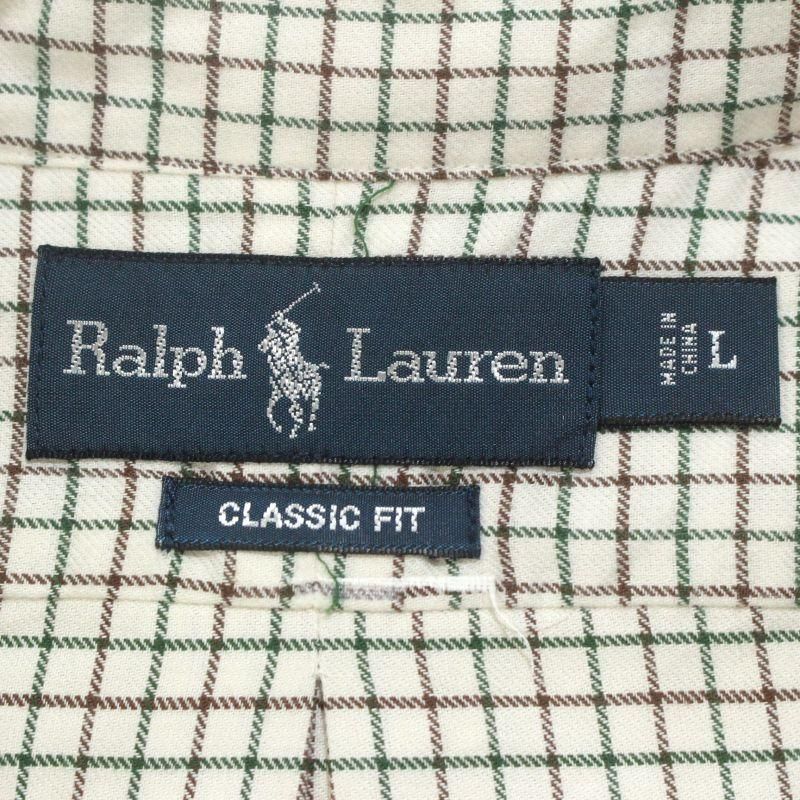 Ralph Lauren
MADE IN
CHINA
L
CLASSIC FIT